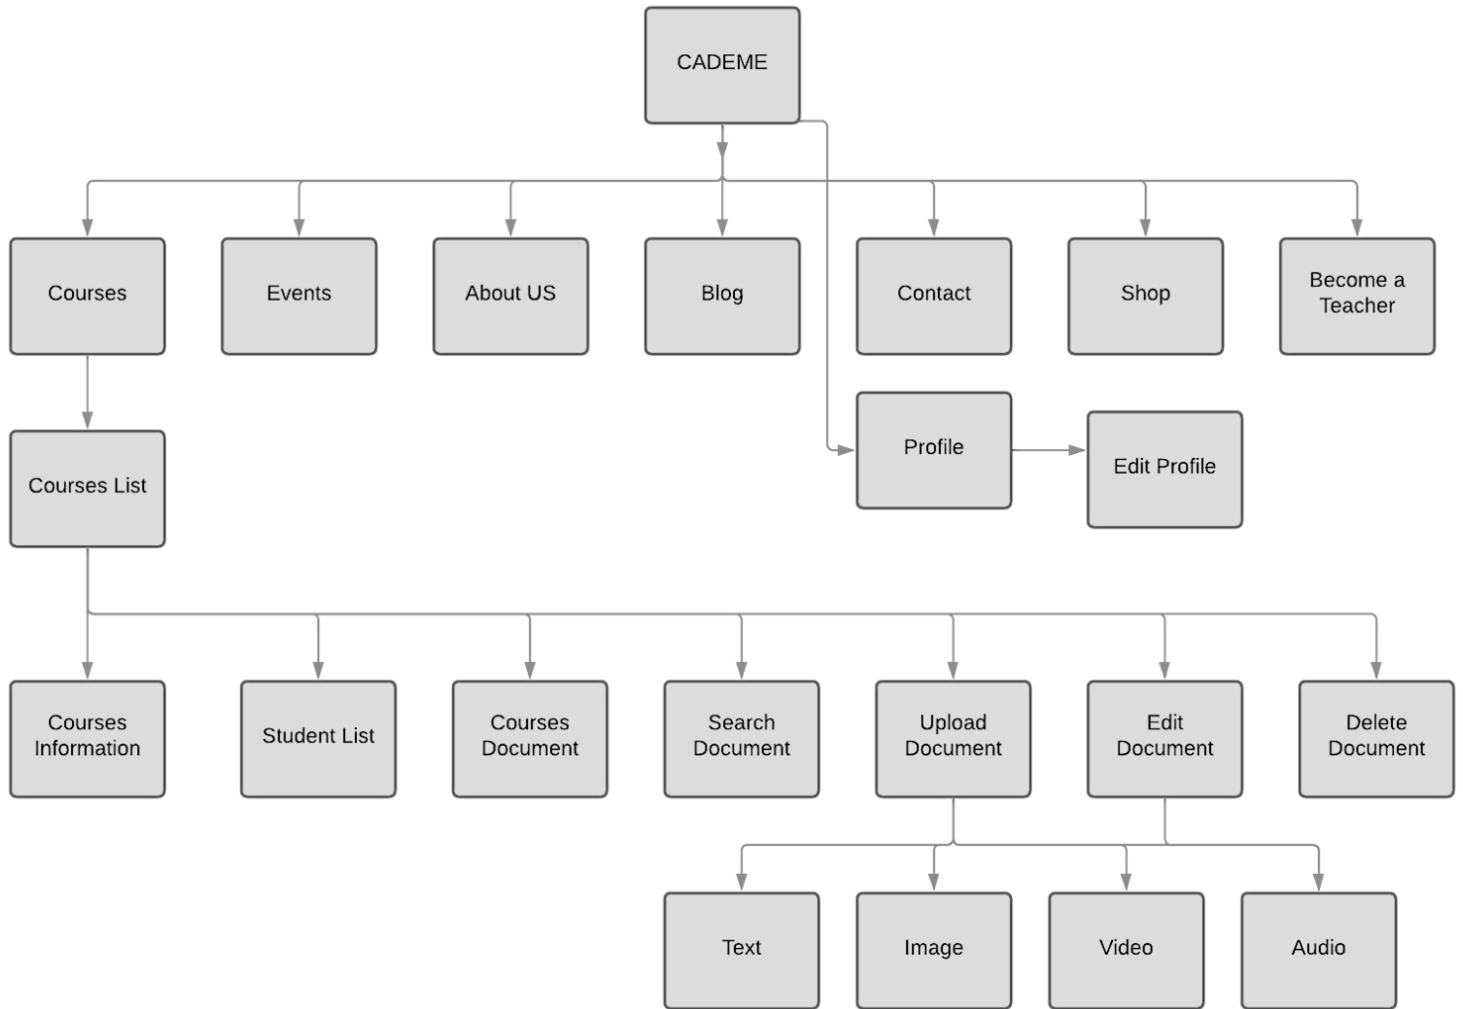 CADEME
Courses
Events
About US
Blog
Contact
Shop
Become a
Teacher
Profile
Edit Profile
Courses List
Courses
Information
Student List
Courses
Document
Search
Document
Upload
Document
Edit
Document
Delete
Document
Text
Image
Video
Audio